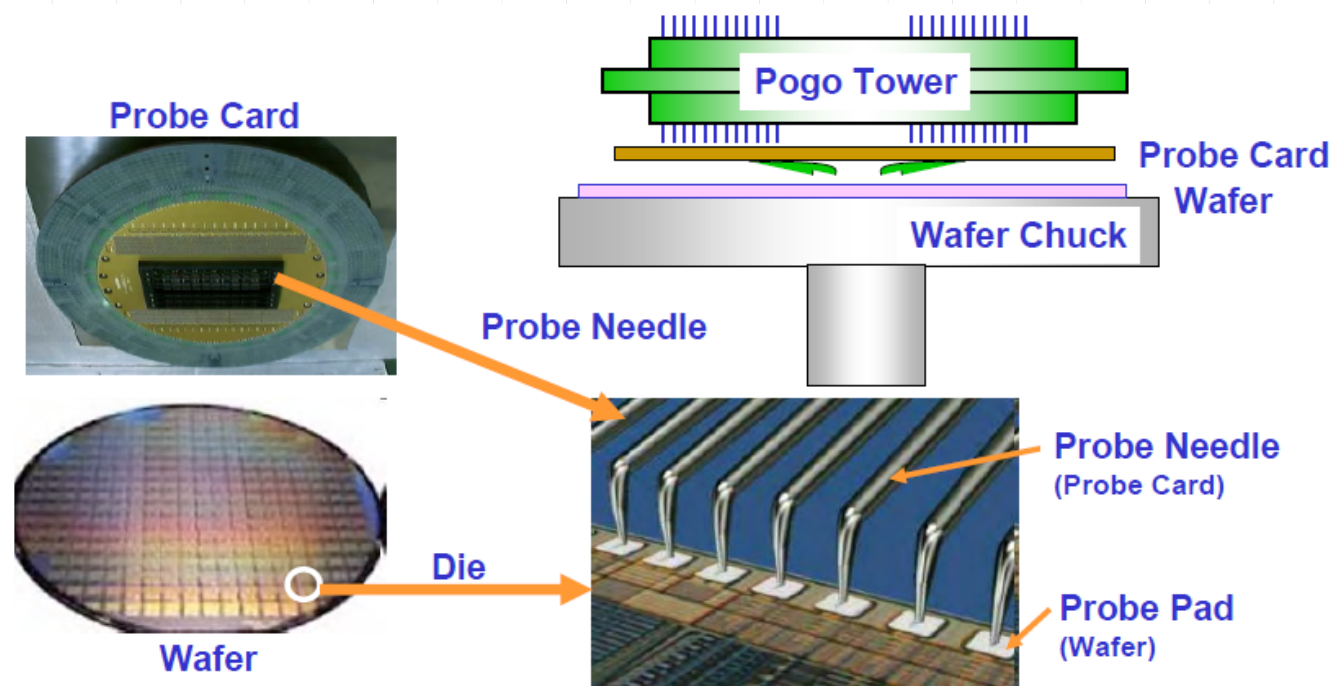 Pogo Tower
Probe Card
Probe Card
Wafer
Wafer Chuck
Probe Needle
Probe Needle
(Probe Card)
Die
Probe Pad
(Wafer)
Wafer